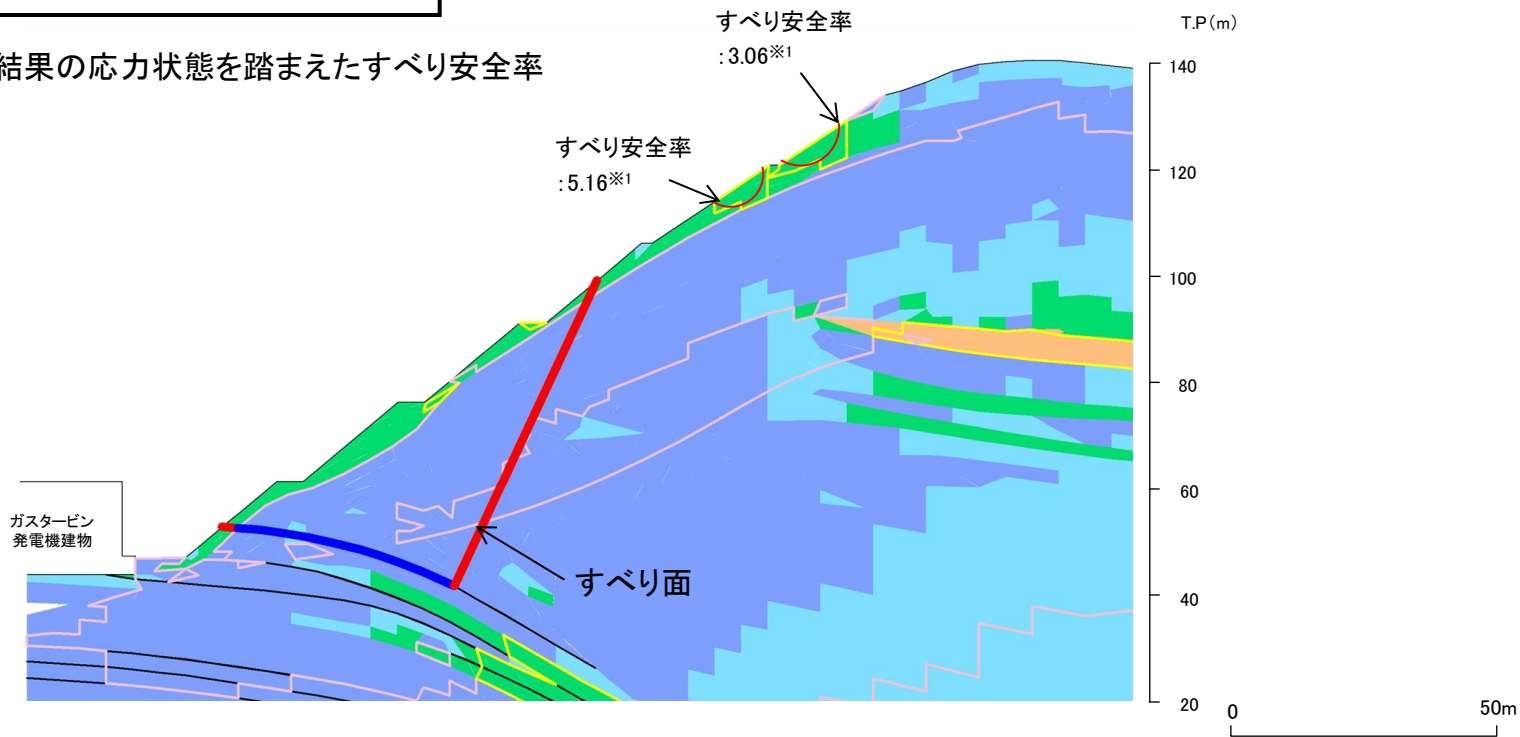 すべり安全率
:3.06※1
T.P(m)
結果の応力状態を踏まえたすべり安全率
140
すべり安全率
:5.16※1
120
100
80
60
ガスタービン
発電機建物
すべり面
40
20
0
50m